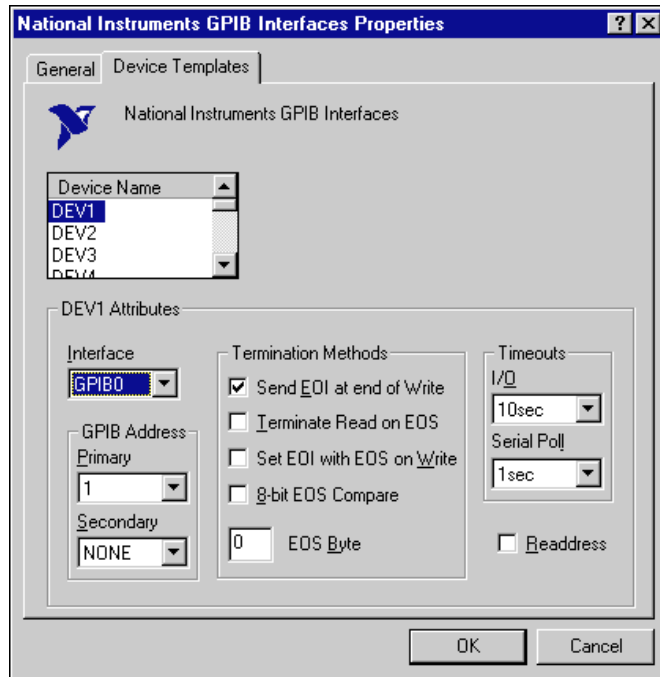 National Instruments GPIB Interfaces Properties
General
Device Templates
National Instruments GPIB Interfaces
Device Name
DEV1
DEV2
DEV3
DEV4
DEV1 Attributes
Interface
GPIB0
GPIB Address
Primary
1
Secondary
NONE
Termination Methods
Send EOI at end of Write
Terminate Read on EOS
Set EOI with EOS on Write
8-bit EOS Compare
0 EOS Byte
Timeouts
I/O
10sec
Serial Poll
1sec
Readdress
OK
Cancel